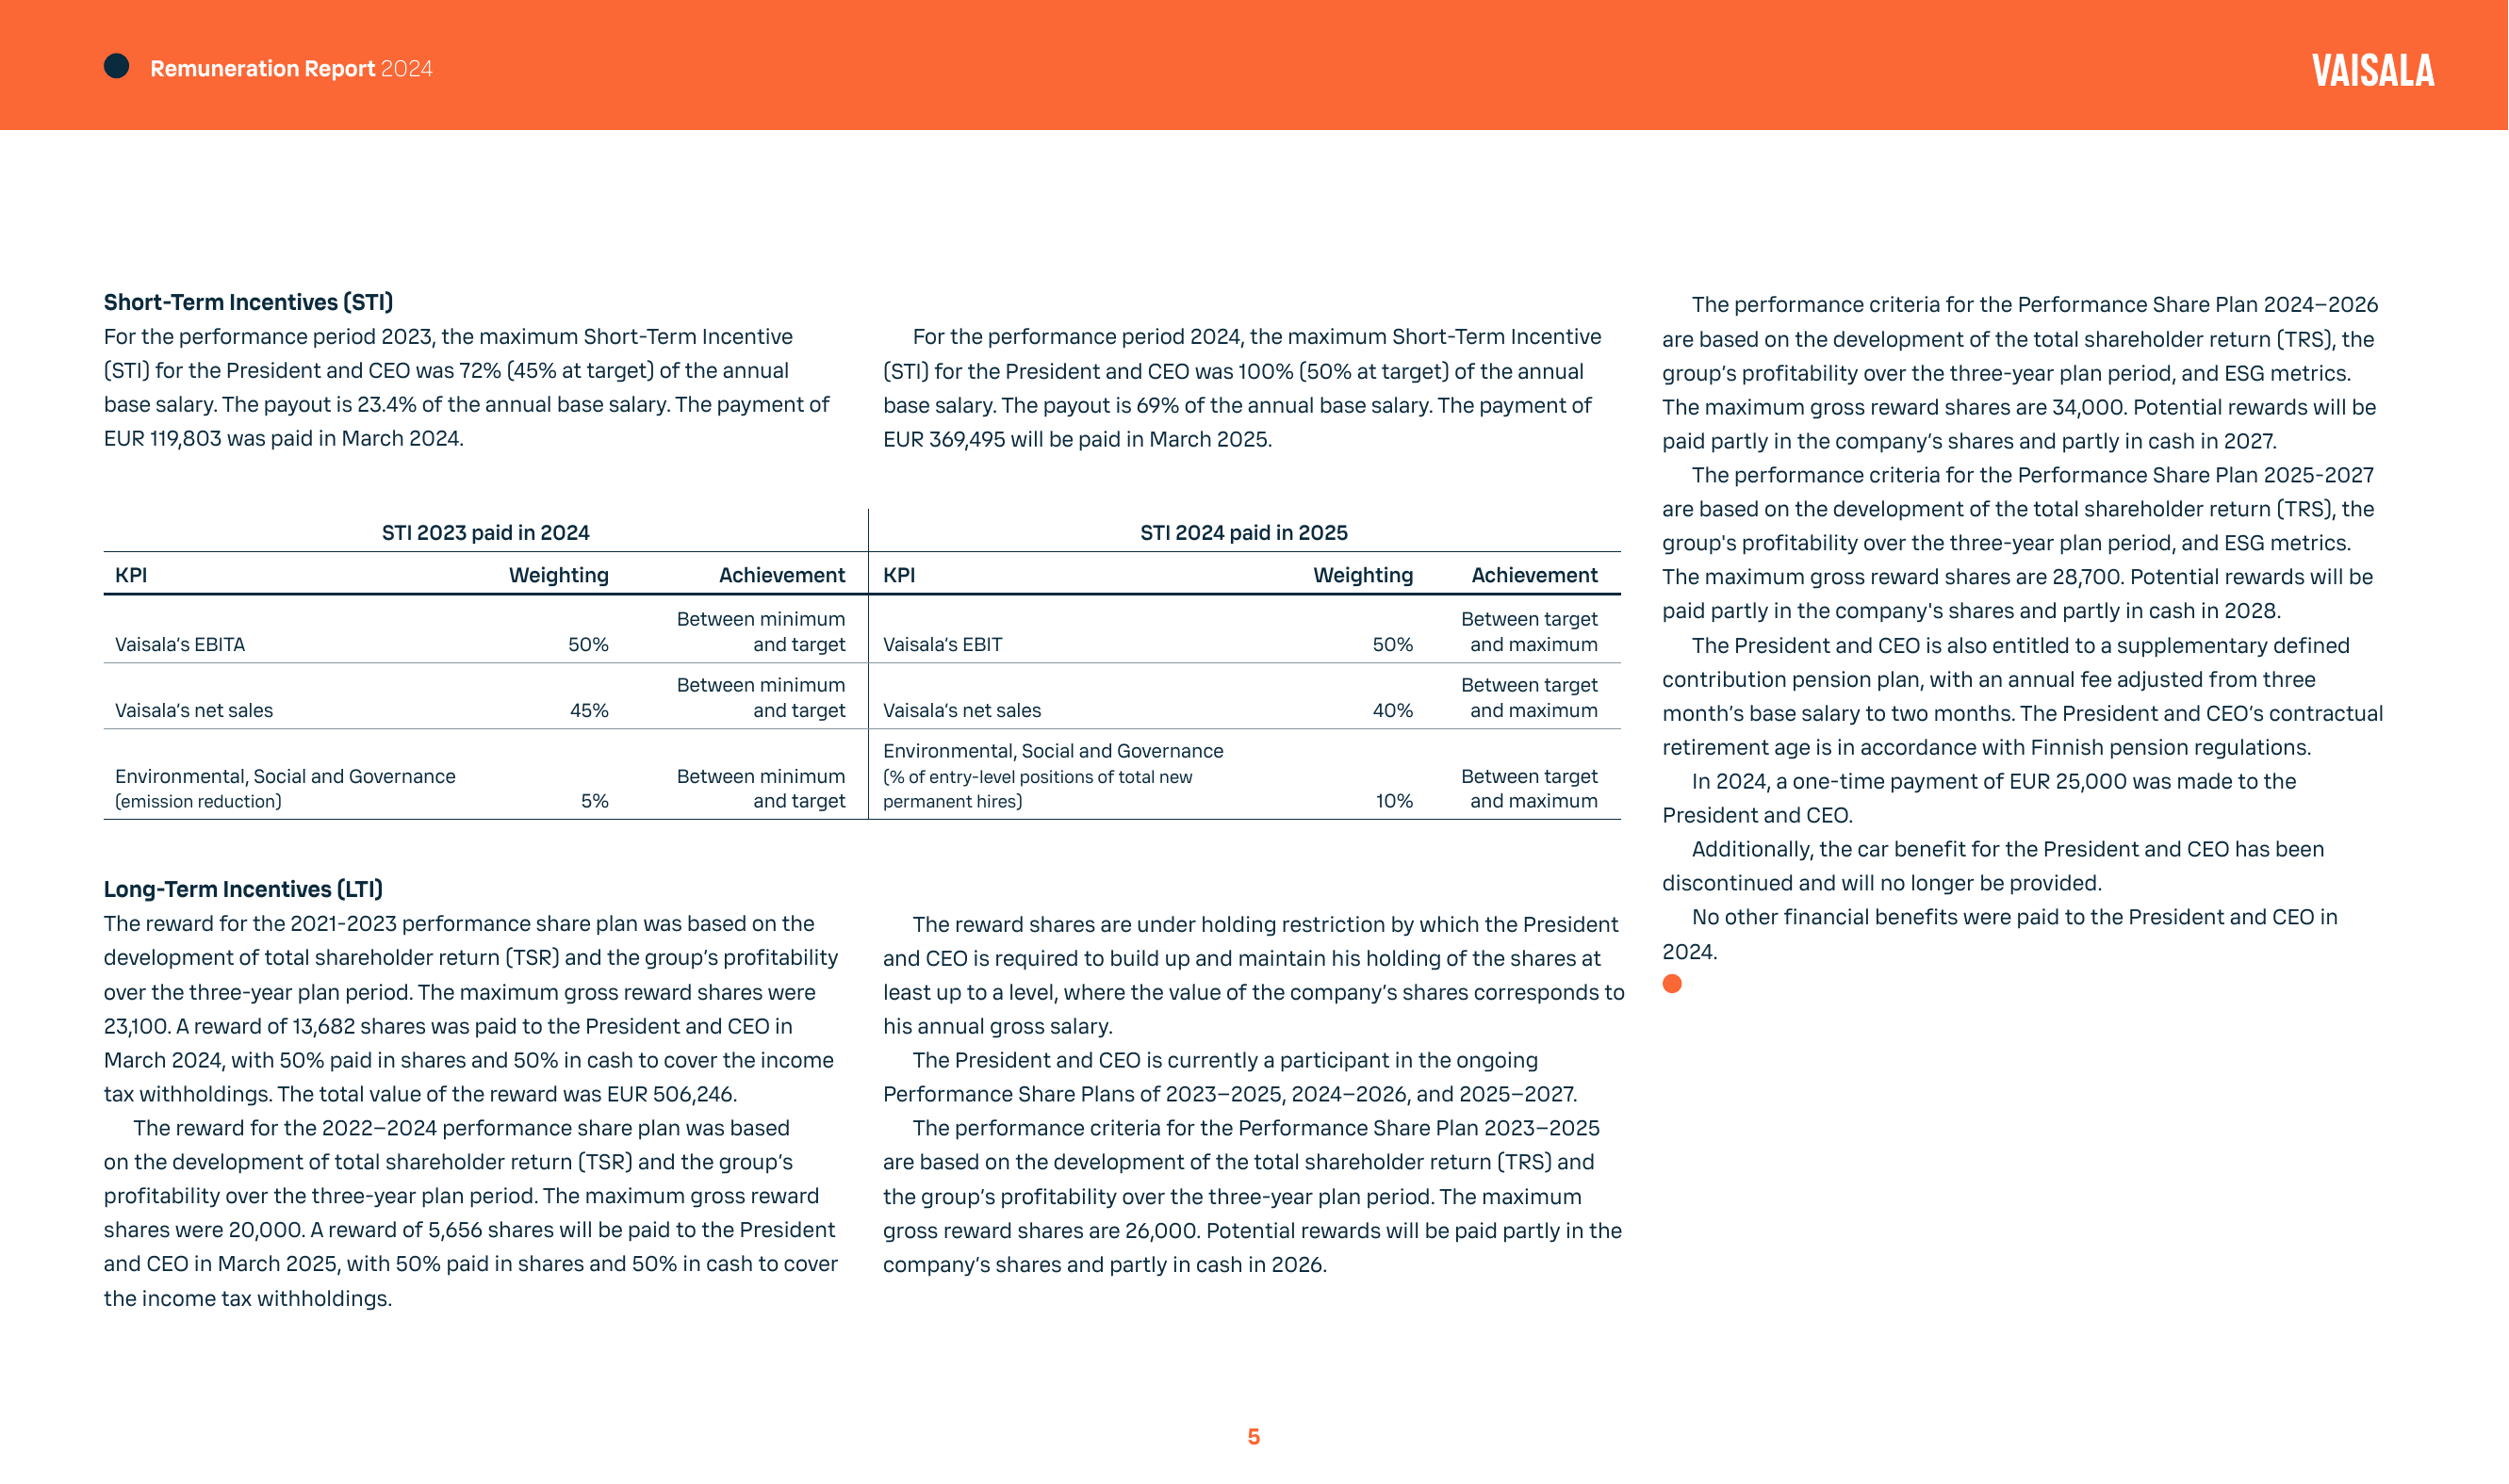 Remuneration Report 2024
VAISALA
Short-Term Incentives (STI)
For the performance period 2023, the maximum Short-Term Incentive
(STI) for the President and CEO was 72% (45% at target) of the annual
base salary. The payout is 23.4% of the annual base salary. The payment of
EUR 119,803 was paid in March 2024.
For the performance period 2024, the maximum Short-Term Incentive
(STI) for the President and CEO was 100% (50% at target) of the annual
base salary. The payout is 69% of the annual base salary. The payment of
EUR 369,495 will be paid in March 2025.
STI 2023 paid in 2024 STI 2024 paid in 2025
KPI Weighting Achievement KPI Weighting Achievement
Between minimum Between target
Vaisala’s EBITA 50% and target Vaisala’s EBIT 50% and maximum
Between minimum Between target
Vaisala’s net sales 45% and target Vaisala’s net sales 40% and maximum
Environmental, Social and Governance
Environmental, Social and Governance Between minimum (% of entry-level positions of total new Between target
(emission reduction) 5% and target permanent hires) 10% and maximum
Long-Term Incentives (LTI)
The reward for the 2021-2023 performance share plan was based on the
development of total shareholder return (TSR) and the group’s profitability
over the three-year plan period. The maximum gross reward shares were
23,100. A reward of 13,682 shares was paid to the President and CEO in
March 2024, with 50% paid in shares and 50% in cash to cover the income
tax withholdings. The total value of the reward was EUR 506,246.
The reward for the 2022–2024 performance share plan was based
on the development of total shareholder return (TSR) and the group’s
profitability over the three-year plan period. The maximum gross reward
shares were 20,000. A reward of 5,656 shares will be paid to the President
and CEO in March 2025, with 50% paid in shares and 50% in cash to cover
the income tax withholdings.
The reward shares are under holding restriction by which the President
and CEO is required to build up and maintain his holding of the shares at
least up to a level, where the value of the company’s shares corresponds to
his annual gross salary.
The President and CEO is currently a participant in the ongoing
Performance Share Plans of 2023–2025, 2024–2026, and 2025–2027.
The performance criteria for the Performance Share Plan 2023–2025
are based on the development of the total shareholder return (TRS) and
the group’s profitability over the three-year plan period. The maximum
gross reward shares are 26,000. Potential rewards will be paid partly in the
company’s shares and partly in cash in 2026.
The performance criteria for the Performance Share Plan 2024–2026
are based on the development of the total shareholder return (TRS), the
group’s profitability over the three-year plan period, and ESG metrics.
The maximum gross reward shares are 34,000. Potential rewards will be
paid partly in the company’s shares and partly in cash in 2027.
The performance criteria for the Performance Share Plan 2025-2027
are based on the development of the total shareholder return (TRS), the
group's profitability over the three-year plan period, and ESG metrics.
The maximum gross reward shares are 28,700. Potential rewards will be
paid partly in the company's shares and partly in cash in 2028.
The President and CEO is also entitled to a supplementary defined
contribution pension plan, with an annual fee adjusted from three
month’s base salary to two months. The President and CEO’s contractual
retirement age is in accordance with Finnish pension regulations.
In 2024, a one-time payment of EUR 25,000 was made to the
President and CEO.
Additionally, the car benefit for the President and CEO has been
discontinued and will no longer be provided.
No other financial benefits were paid to the President and CEO in
2024.
5